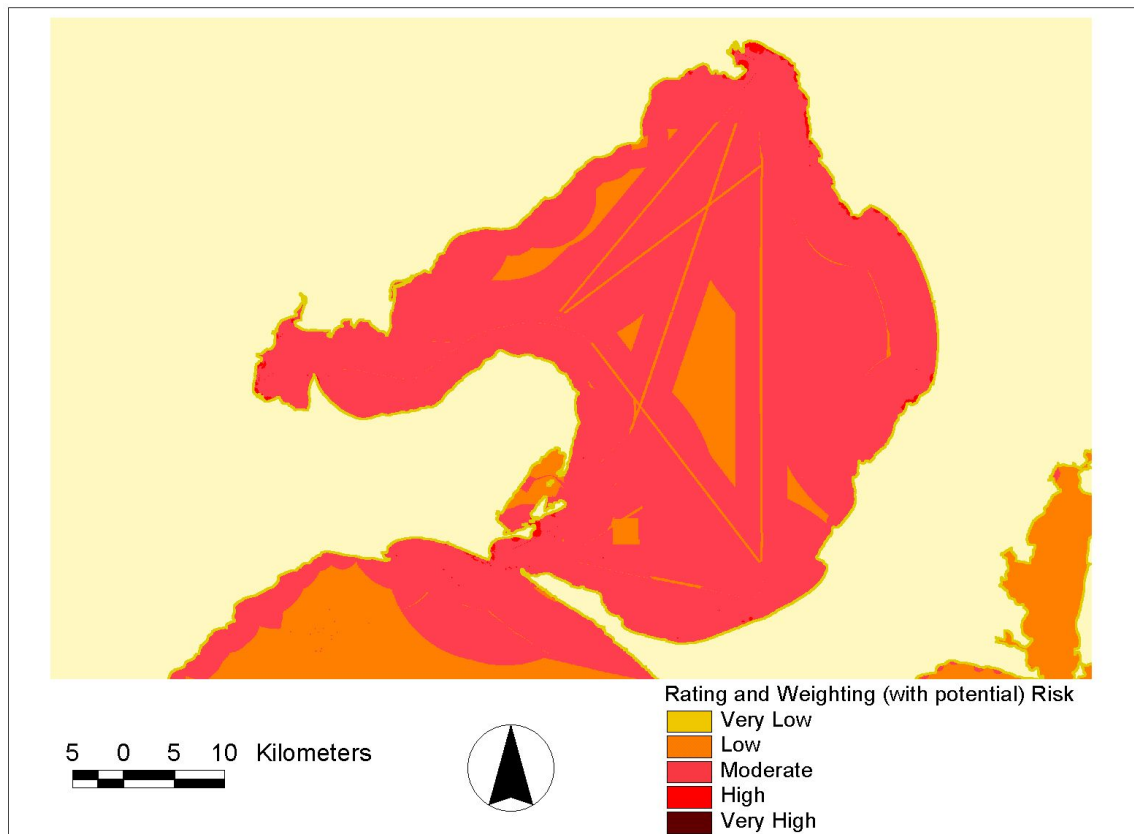 Rating and Weighting (with potential) Risk
Very Low
Low
Moderate
High
Very High
5 0 5 10 Kilometers